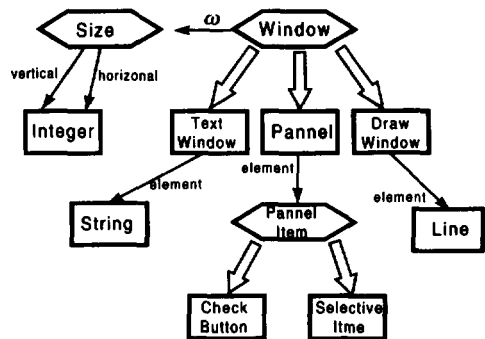 Size
ω
Window
vertical
horizonal
Integer
Text
Window
Pannel
Draw
Window
element
element
element
String
Pannel
Item
Line
Check
Button
Selective
Itme